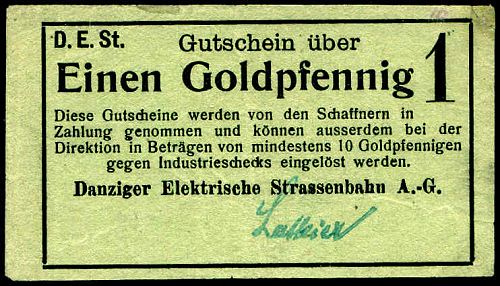 D. E. St. Gutschein über
Einen Goldpfennig 1
Diese Gutscheine werden von den Schaffnern in
Zahlung genommen und können ausserdem bei der
Direktion in Beträgen von mindestens 10 Goldpfennigen
gegen Industrieschecks eingelöst werden.
Danziger Elektrische Strassenbahn A.-G.